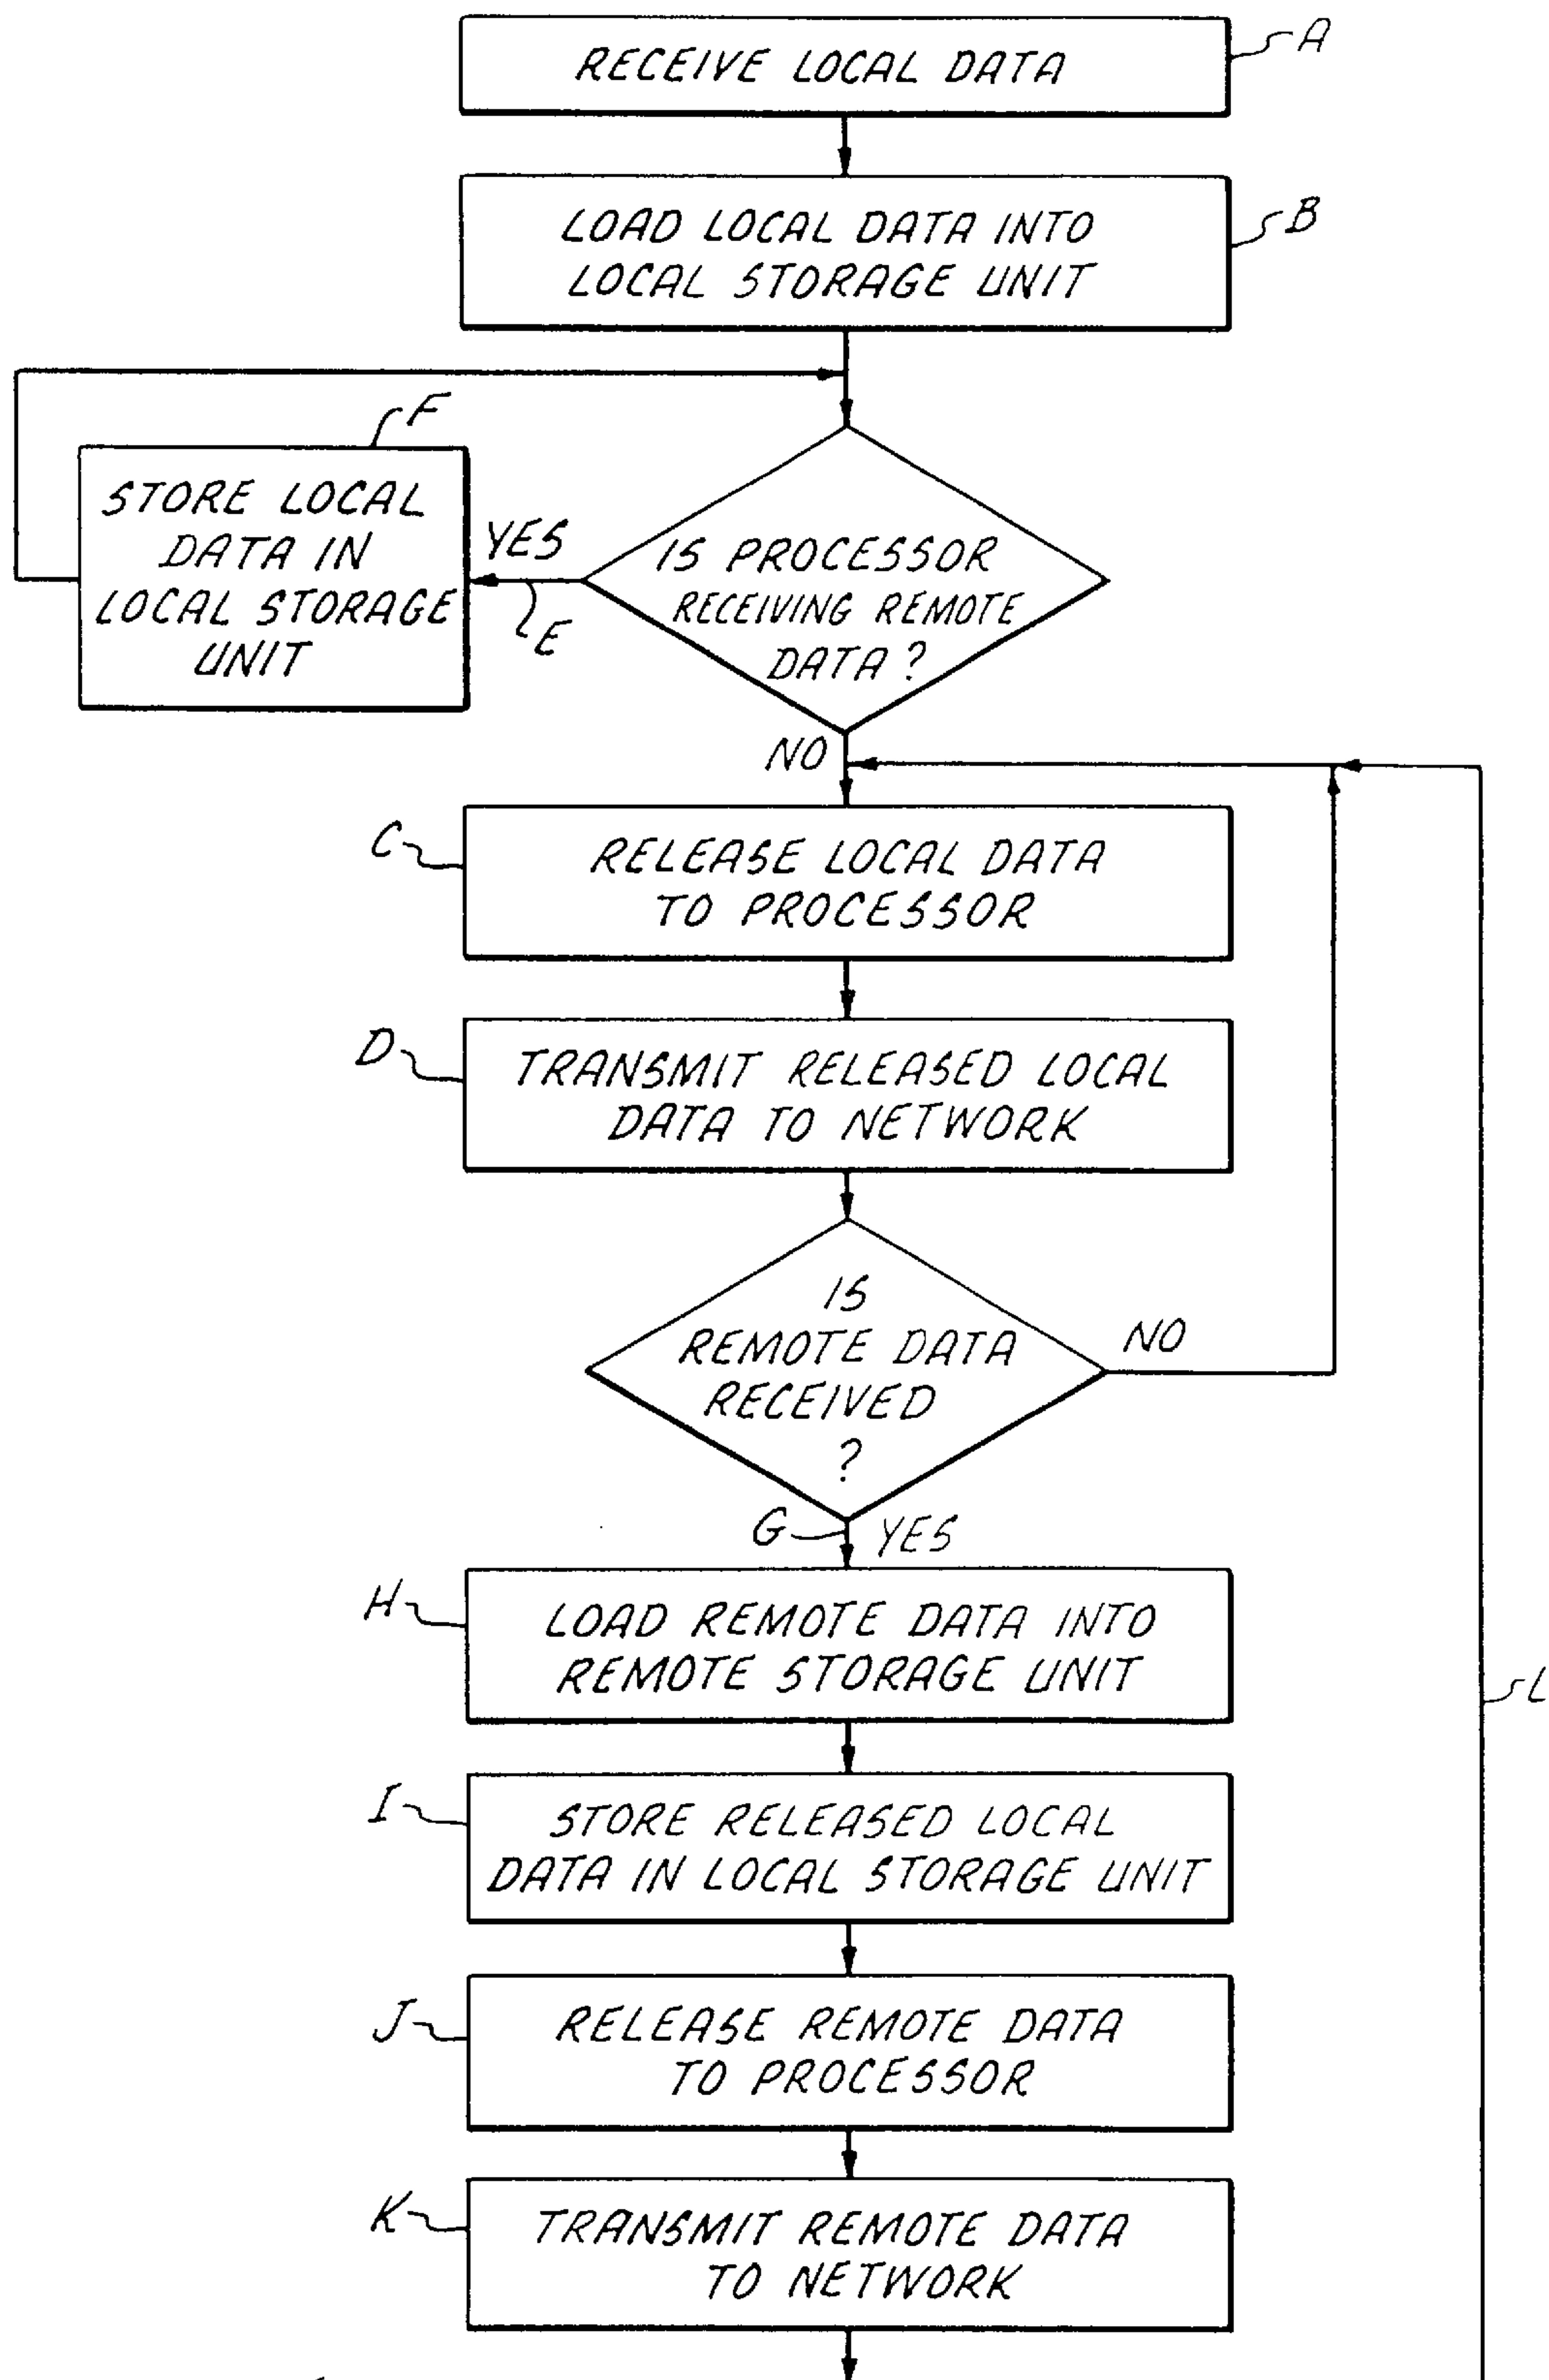 RECEIVE LOCAL DATA
A
LOAD LOCAL DATA INTO
LOCAL STORAGE UNIT
B
F
STORE LOCAL
DATA IN
LOCAL STORAGE
UNIT
YES
E
IS PROCESSOR
RECEIVING REMOTE
DATA?
NO
C
RELEASE LOCAL DATA
TO PROCESSOR
D
TRANSMIT RELEASED LOCAL
DATA TO NETWORK
IS
REMOTE DATA
RECEIVED
?
NO
G
YES
H
LOAD REMOTE DATA INTO
REMOTE STORAGE UNIT
L
I
STORE RELEASED LOCAL
DATA IN LOCAL STORAGE UNIT
J
RELEASE REMOTE DATA
TO PROCESSOR
K
TRANSMIT REMOTE DATA
TO NETWORK